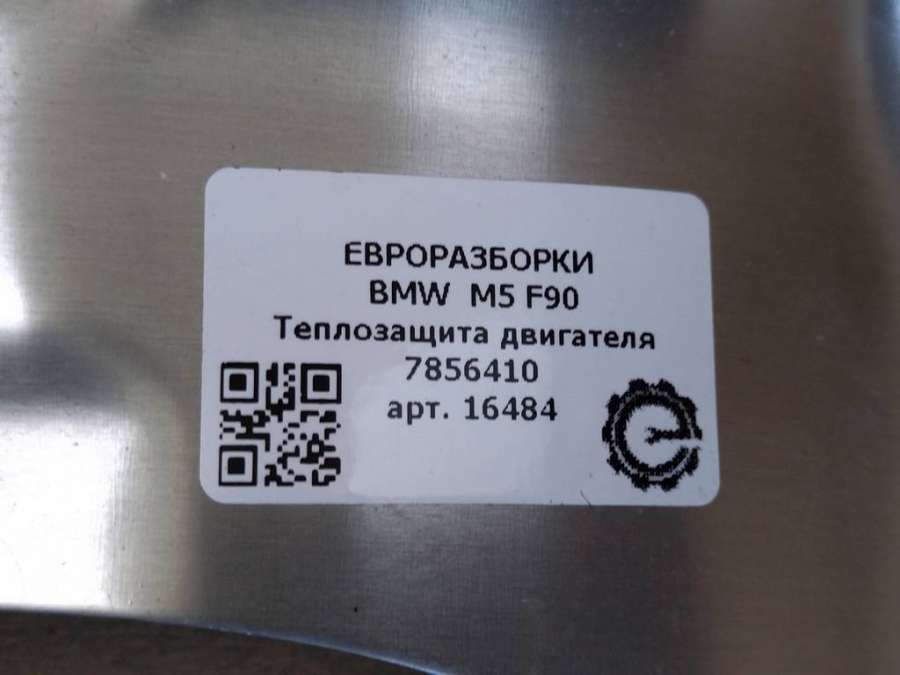 ЕВРОРАЗБОРКИ
BMW M5 F90
Теплозащита двигателя
7856410
арт. 16484